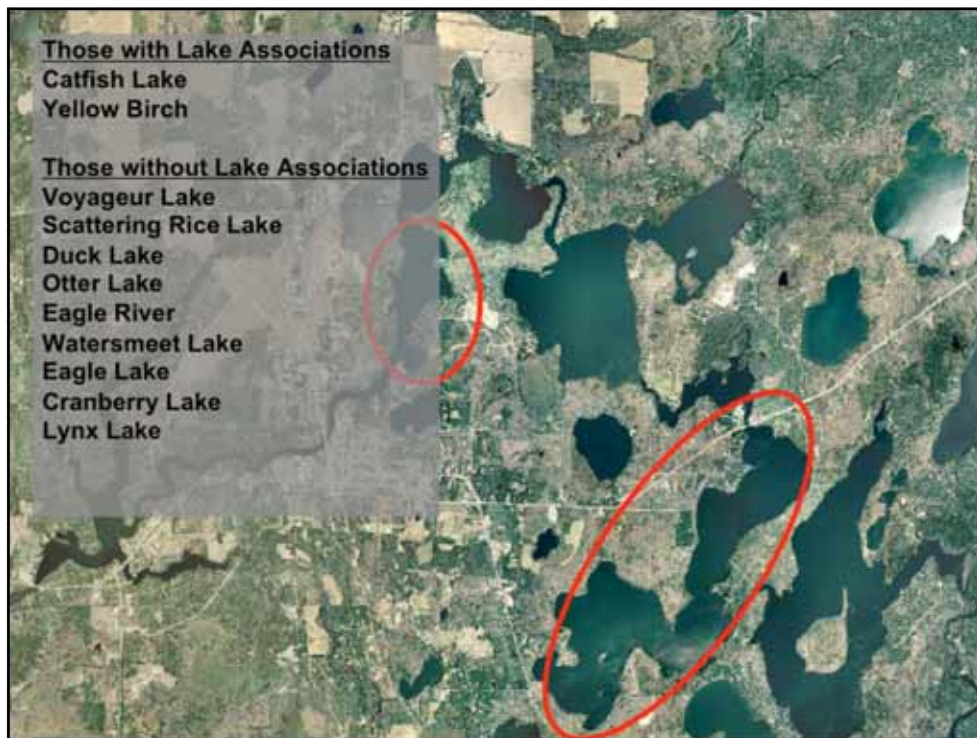 Those with Lake Associations
Catfish Lake
Yellow Birch
Those without Lake Associations
Voyageur Lake
Scattering Rice Lake
Duck Lake
Otter Lake
Eagle River
Watersmeet Lake
Eagle Lake
Cranberry Lake
Lynx Lake